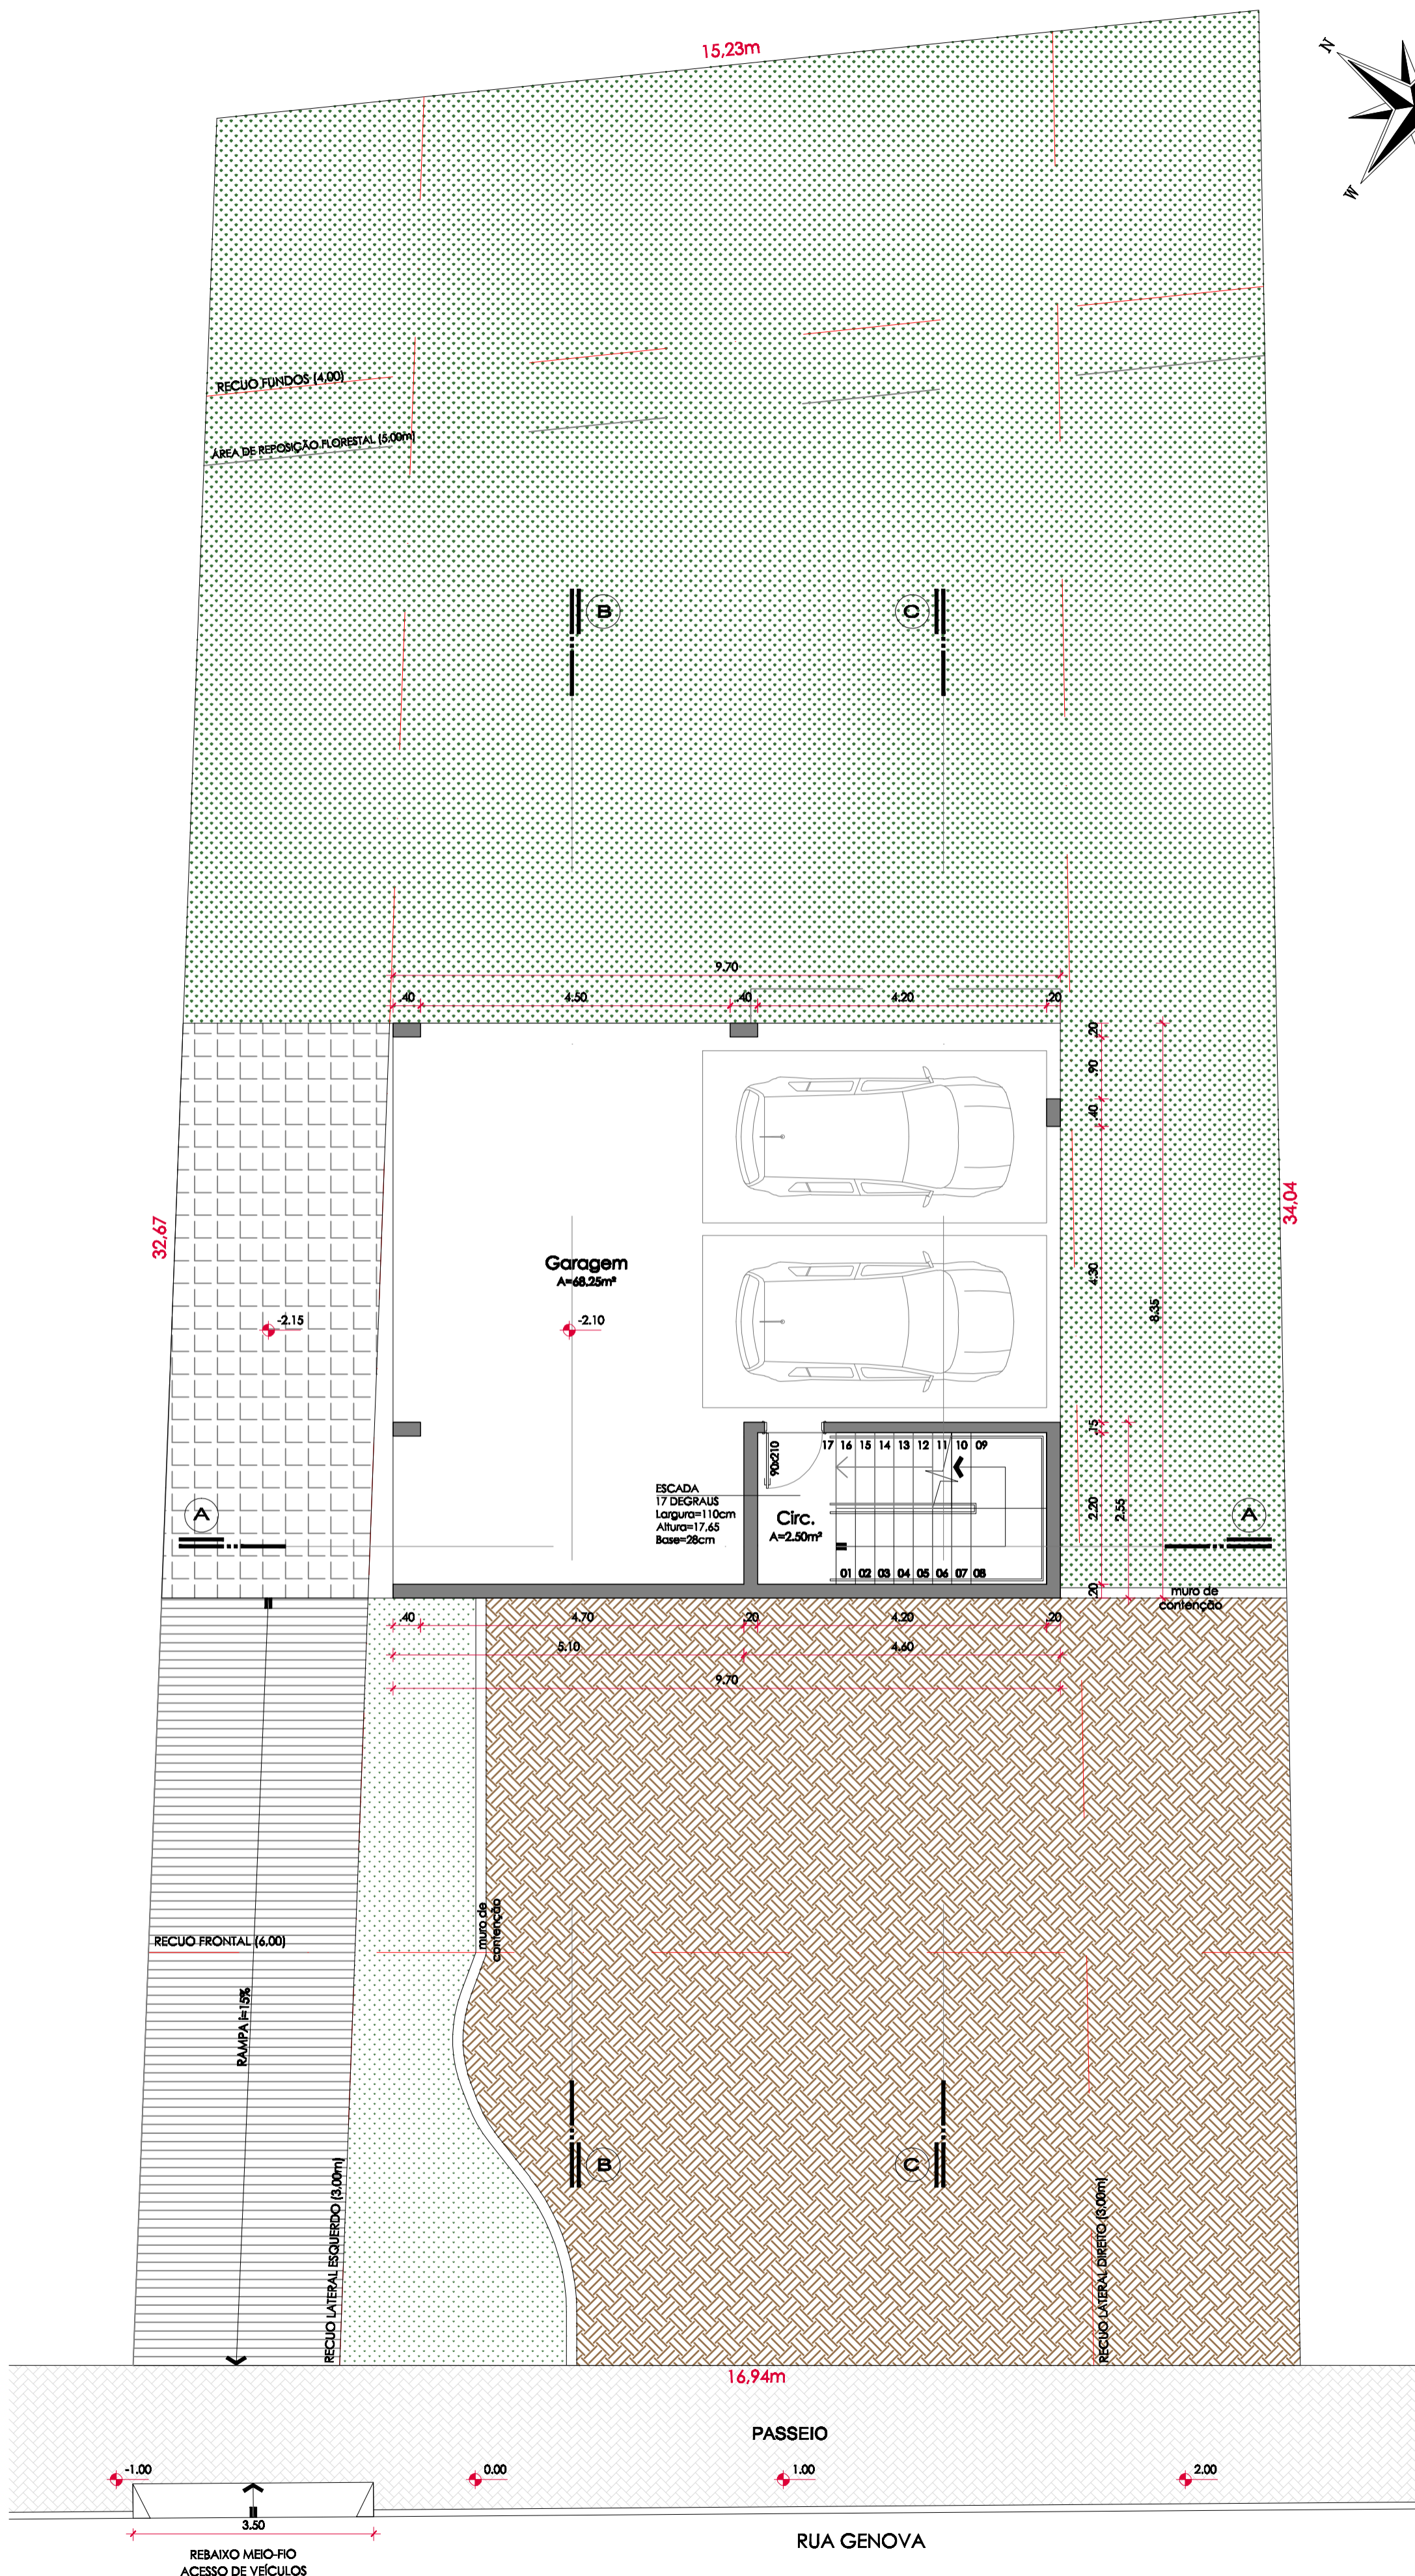 15,23m
N
W
RECUO FUNDOS (4,00)
ÁREA DE REPOSIÇÃO FLORESTAL (5,00m)
B
C
9.70
.40
4.50
.40
4.20
.20
.20
.90
.40
4.30
8.35
32,67
34,04
Garagem
A=68,25m²
-2.15
-2.10
.15
2.20
2.55
.20
90x210
17 16 15 14 13 12 11 10 09
ESCADA
17 DEGRAUS
Largura=110cm
Altura=17,65
Base=28cm
Circ.
A=2.50m²
A
A
01 02 03 04 05 06 07 08
muro de
contenção
.40
4.70
.20
4.20
.20
5.10
4.60
9.70
muro de
contenção
RECUO FRONTAL (6,00)
RAMPA i=15%
B
C
RECUO LATERAL ESQUERDO (3,00m)
RECUO LATERAL DIREITO (3,00m)
16,94m
PASSEIO
-1.00
0.00
1.00
2.00
3.50
RUA GENOVA
REBAIXO MEIO-FIO
ACESSO DE VEÍCULOS